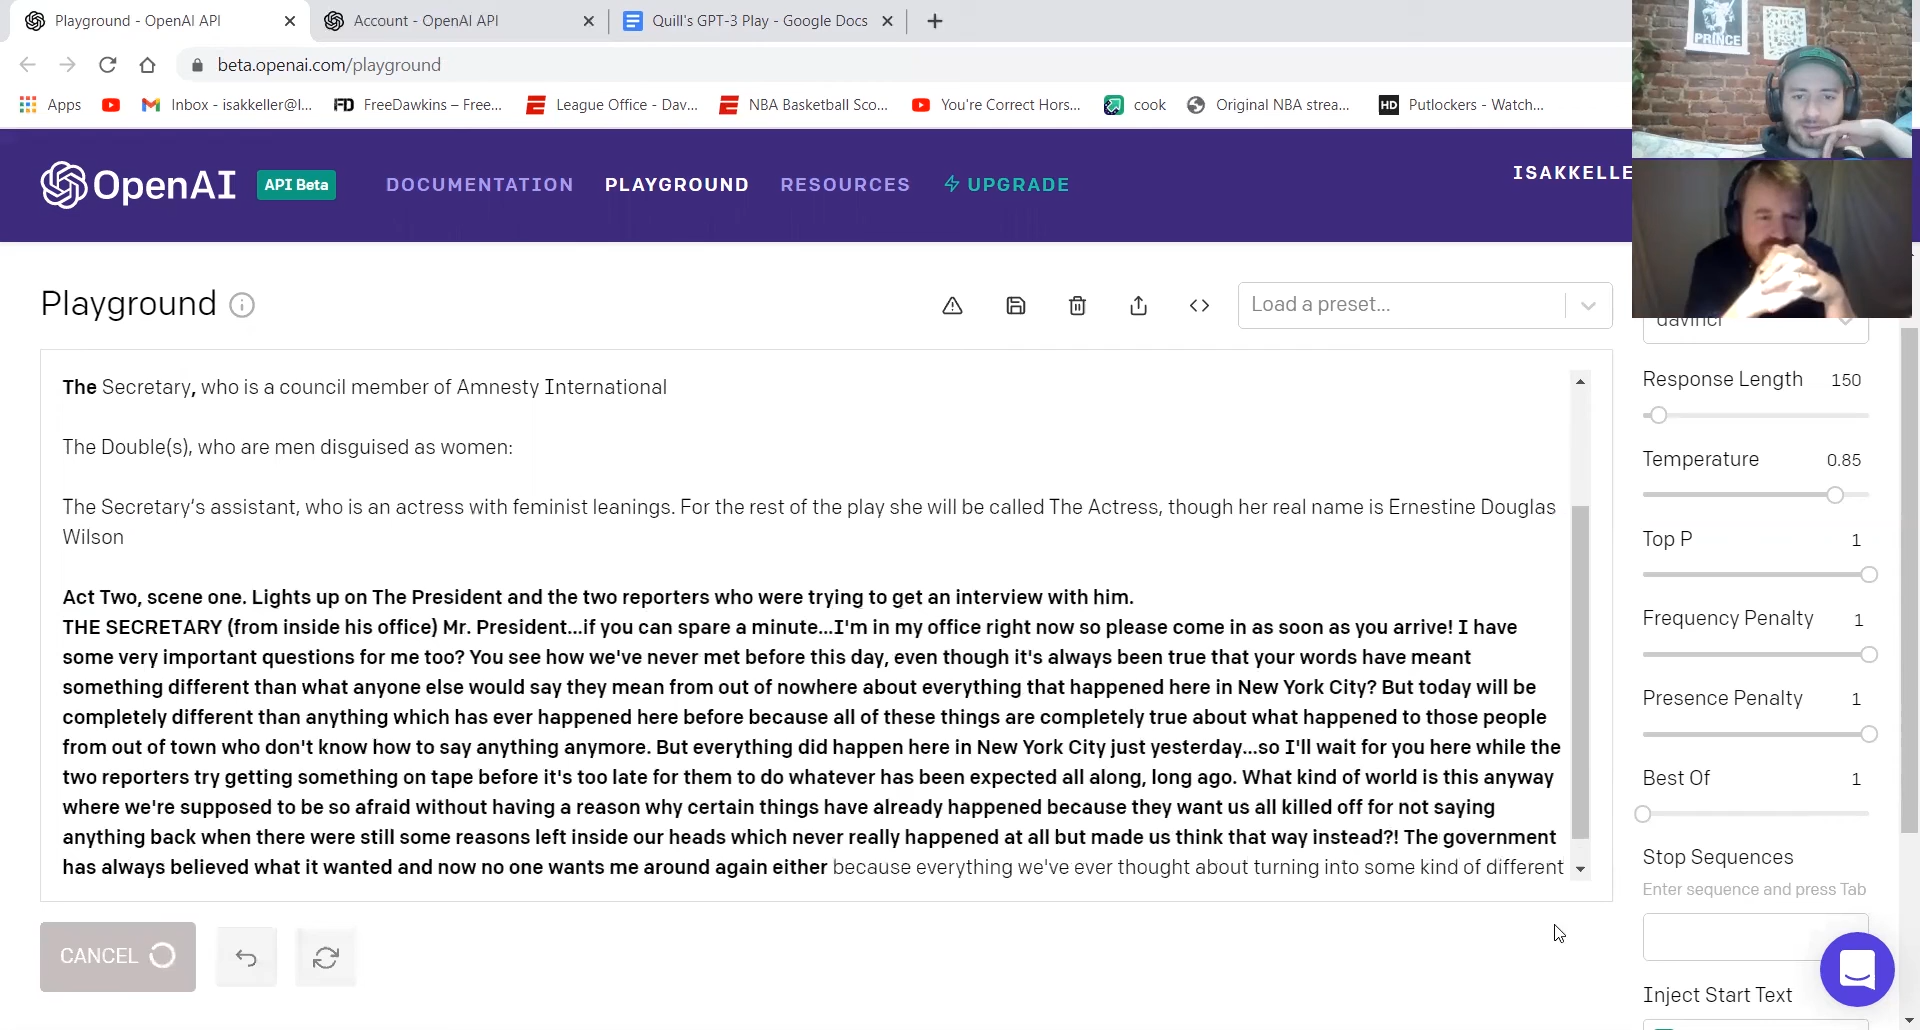 Playground - OpenAI API
Account - OpenAI API
Quill's GPT-3 Play - Google Docs
beta.openai.com/playground
Apps
Inbox - isakkeller@l...
FD FreeDawkins – Free...
League Office - Dav...
NBA Basketball Sco...
You're Correct Hors...
cook
Original NBA strea...
HD Putlockers - Watch...
PRINCE
OpenAI
API Beta
DOCUMENTATION
PLAYGROUND
RESOURCES
UPGRADE
ISAKKELLE
Playground
Load a preset...
davinci
The Secretary, who is a council member of Amnesty International
The Double(s), who are men disguised as women:
The Secretary's assistant, who is an actress with feminist leanings. For the rest of the play she will be called The Actress, though her real name is Ernestine Douglas
Wilson
Act Two, scene one. Lights up on The President and the two reporters who were trying to get an interview with him.
THE SECRETARY (from inside his office) Mr. President...if you can spare a minute...I'm in my office right now so please come in as soon as you arrive! I have
some very important questions for me too? You see how we've never met before this day, even though it's always been true that your words have meant
something different than what anyone else would say they mean from out of nowhere about everything that happened here in New York City? But today will be
completely different than anything which has ever happened here before because all of these things are completely true about what happened to those people
from out of town who don't know how to say anything anymore. But everything did happen here in New York City just yesterday...so I'll wait for you here while the
two reporters try getting something on tape before it's too late for them to do whatever has been expected all along, long ago. What kind of world is this anyway
where we're supposed to be so afraid without having a reason why certain things have already happened because they want us all killed off for not saying
anything back when there were still some reasons left inside our heads which never really happened at all but made us think that way instead?! The government
has always believed what it wanted and now no one wants me around again either because everything we've ever thought about turning into some kind of different
CANCEL
Response Length 150
Temperature 0.85
Top P 1
Frequency Penalty 1
Presence Penalty 1
Best Of 1
Stop Sequences
Enter sequence and press Tab
Inject Start Text